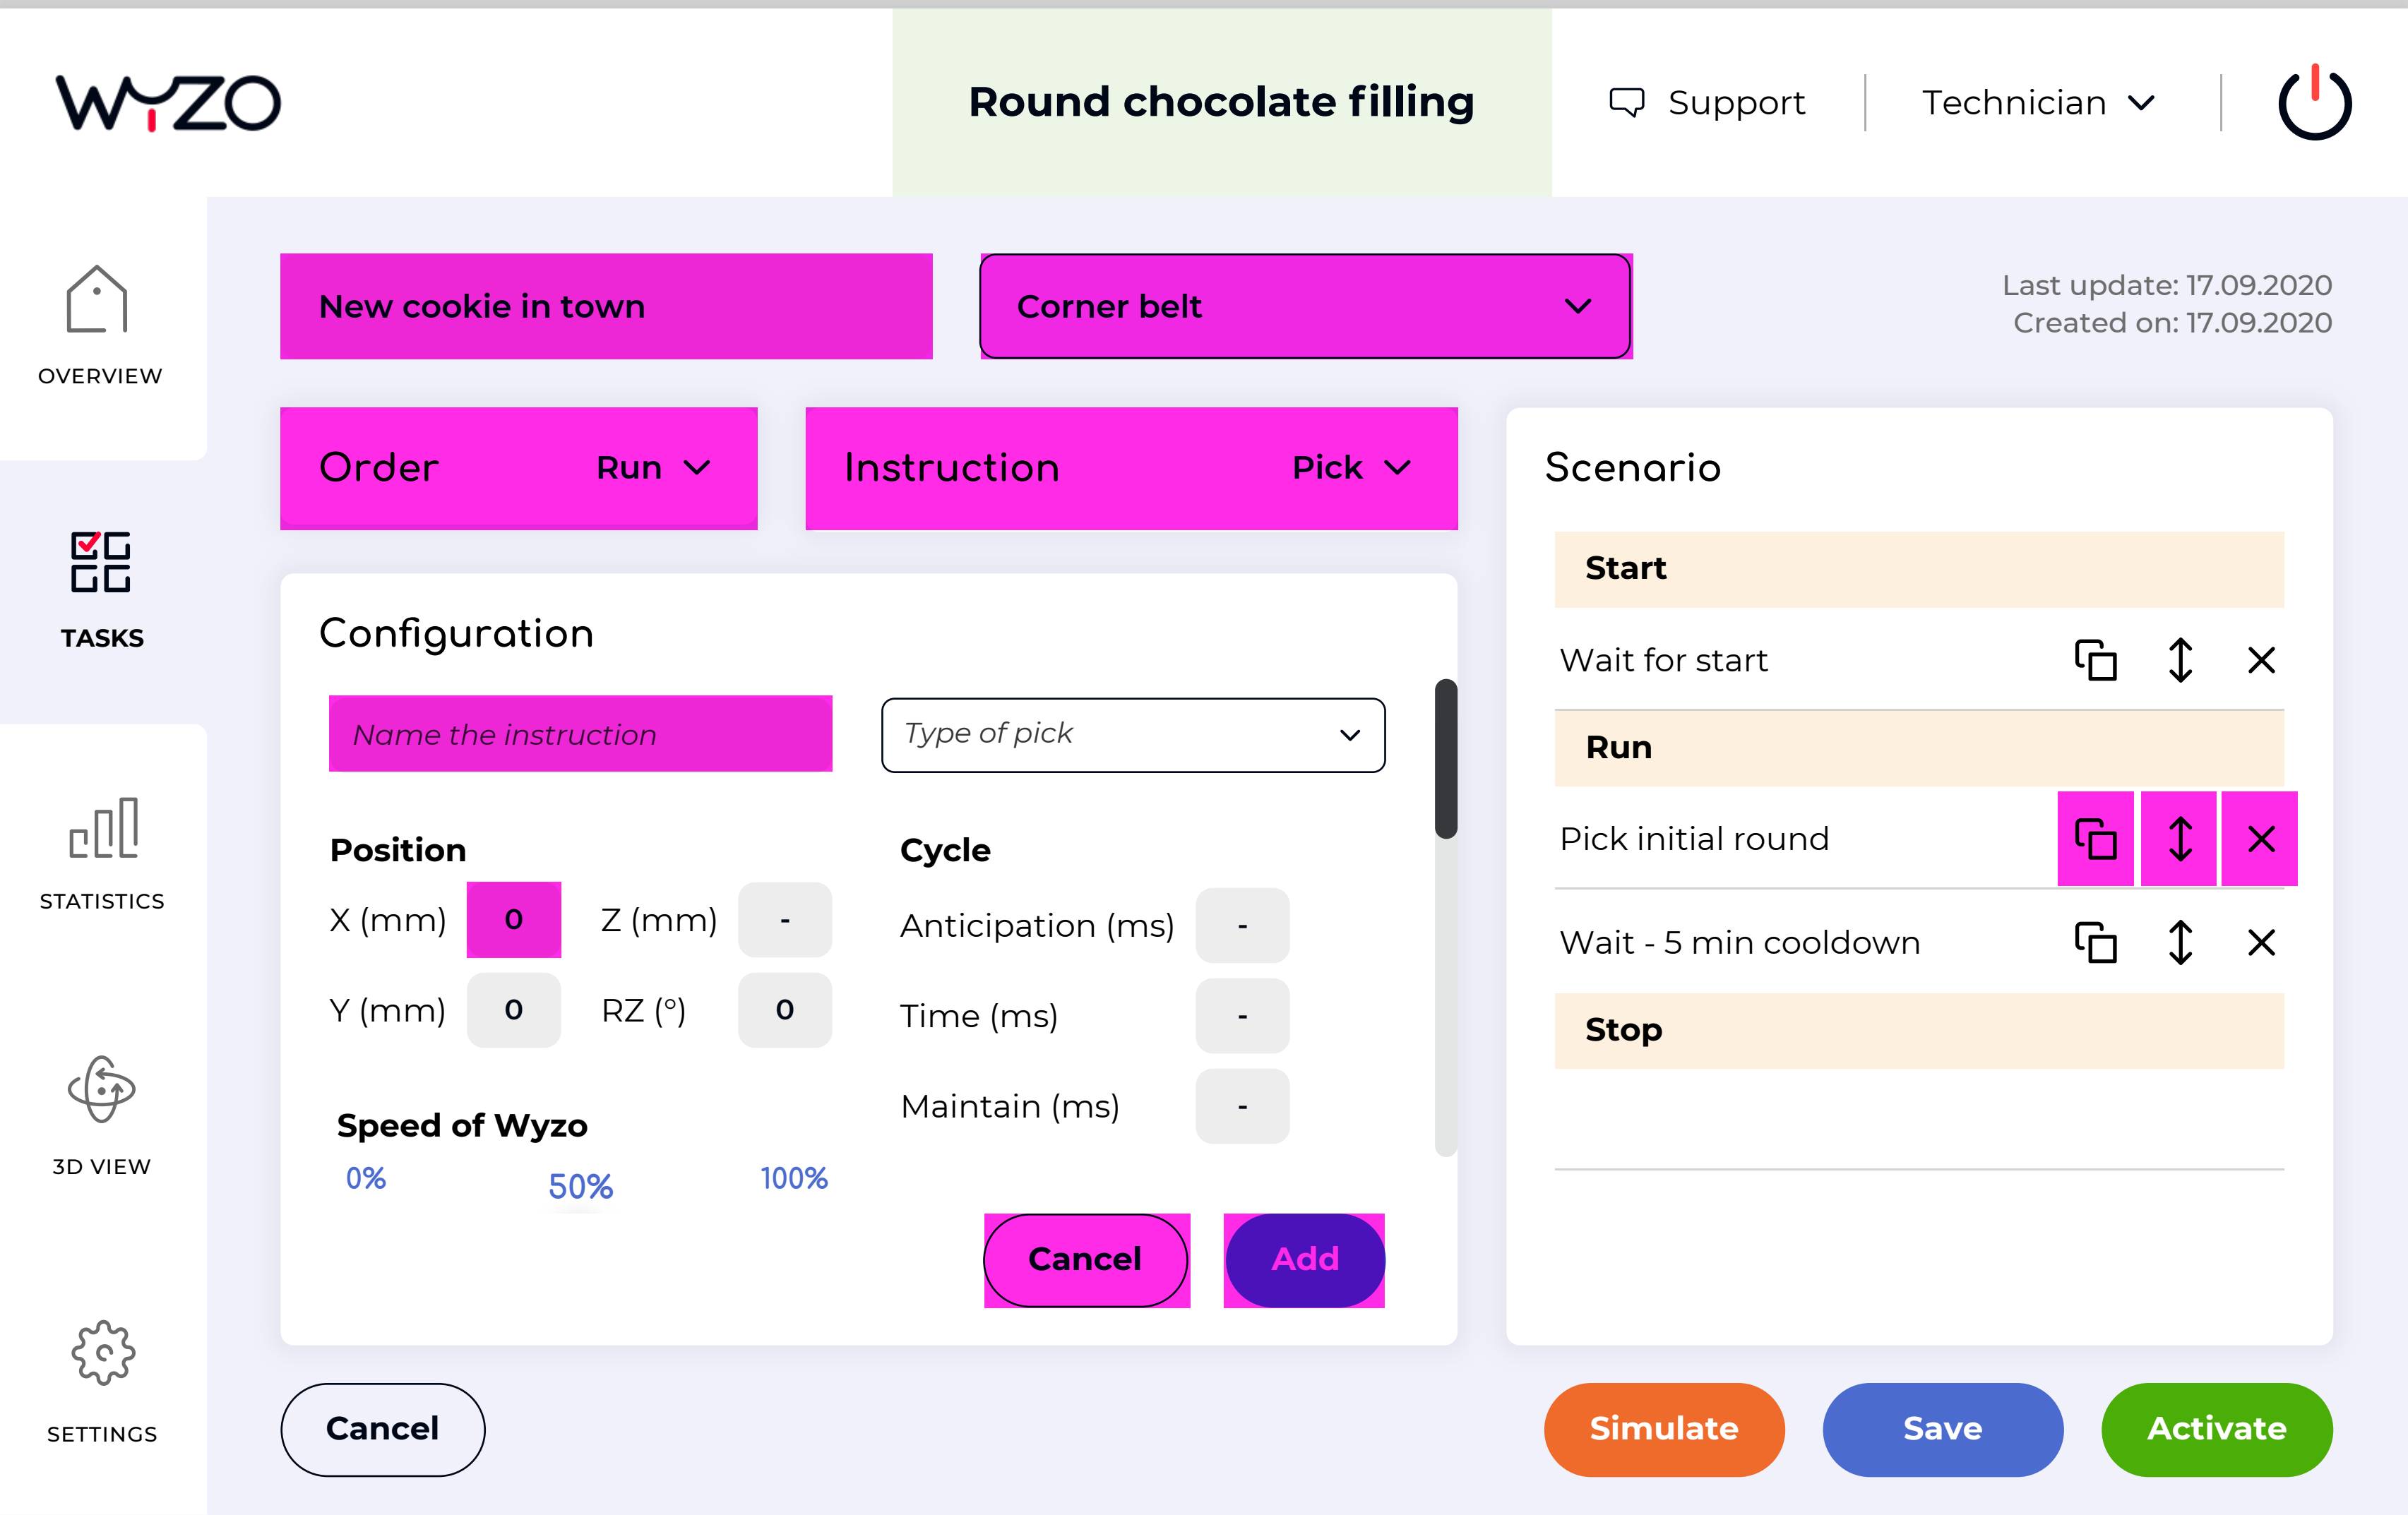 WYZO
Round chocolate filling
Support
Technician
OVERVIEW
TASKS
STATISTICS
3D VIEW
SETTINGS
New cookie in town
Corner belt
Last update: 17.09.2020
Created on: 17.09.2020
Order Run
Instruction Pick
Configuration
Name the instruction
Type of pick
Position
X (mm) 0 Z (mm) -
Y (mm) 0 RZ (°) 0
Speed of Wyzo
0% 50% 100%
Cycle
Anticipation (ms) -
Time (ms) -
Maintain (ms) -
Cancel
Add
Scenario
Start
Wait for start
Run
Pick initial round
Wait - 5 min cooldown
Stop
Cancel
Simulate
Save
Activate